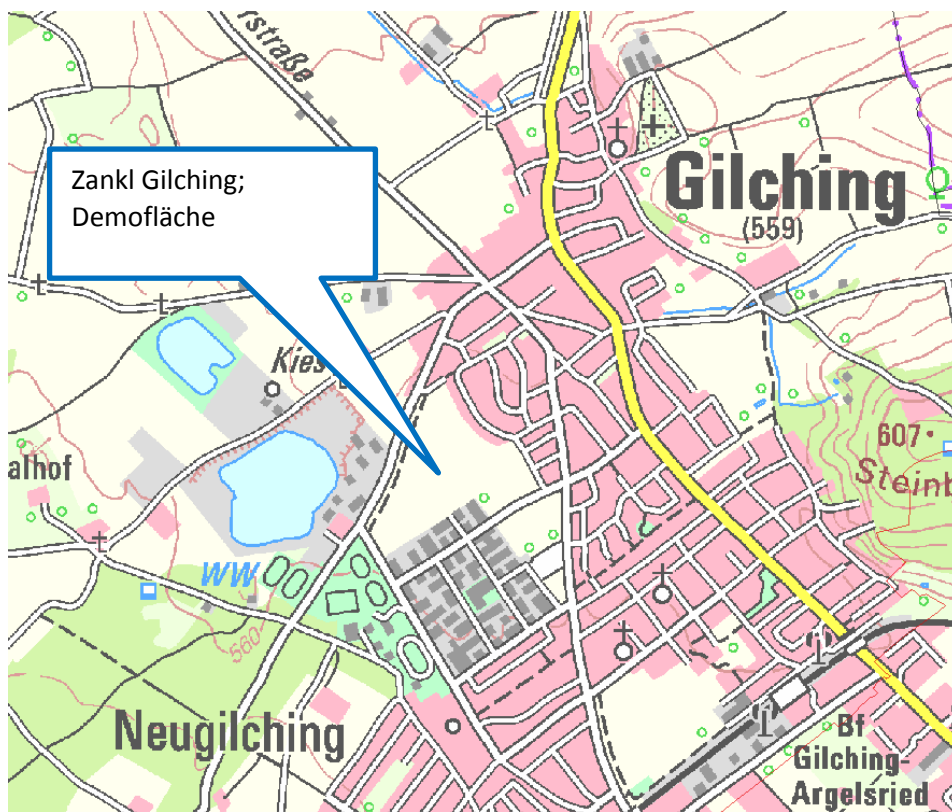 rstraße
Zankl Gilching;
Demofläche
Gilching
(559)
Kies
alhof
607
Steinb
WW
560
Neugilching
Bf
Gilching-
Argelsried